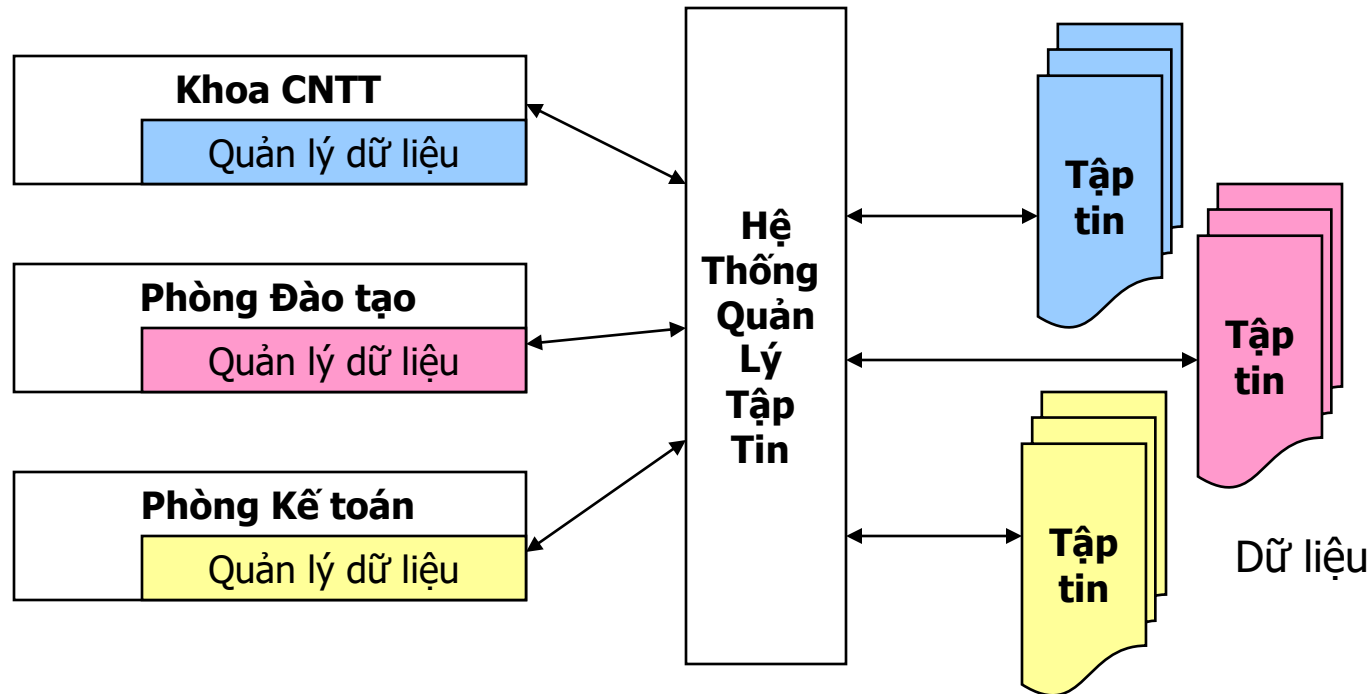 Khoa CNTT
Quản lý dữ liệu
Phòng Đào tạo
Quản lý dữ liệu
Phòng Kế toán
Quản lý dữ liệu
Hệ
Thống
Quản
Lý
Tập
Tin
Tập
tin
Tập
tin
Tập
tin
Dữ liệu